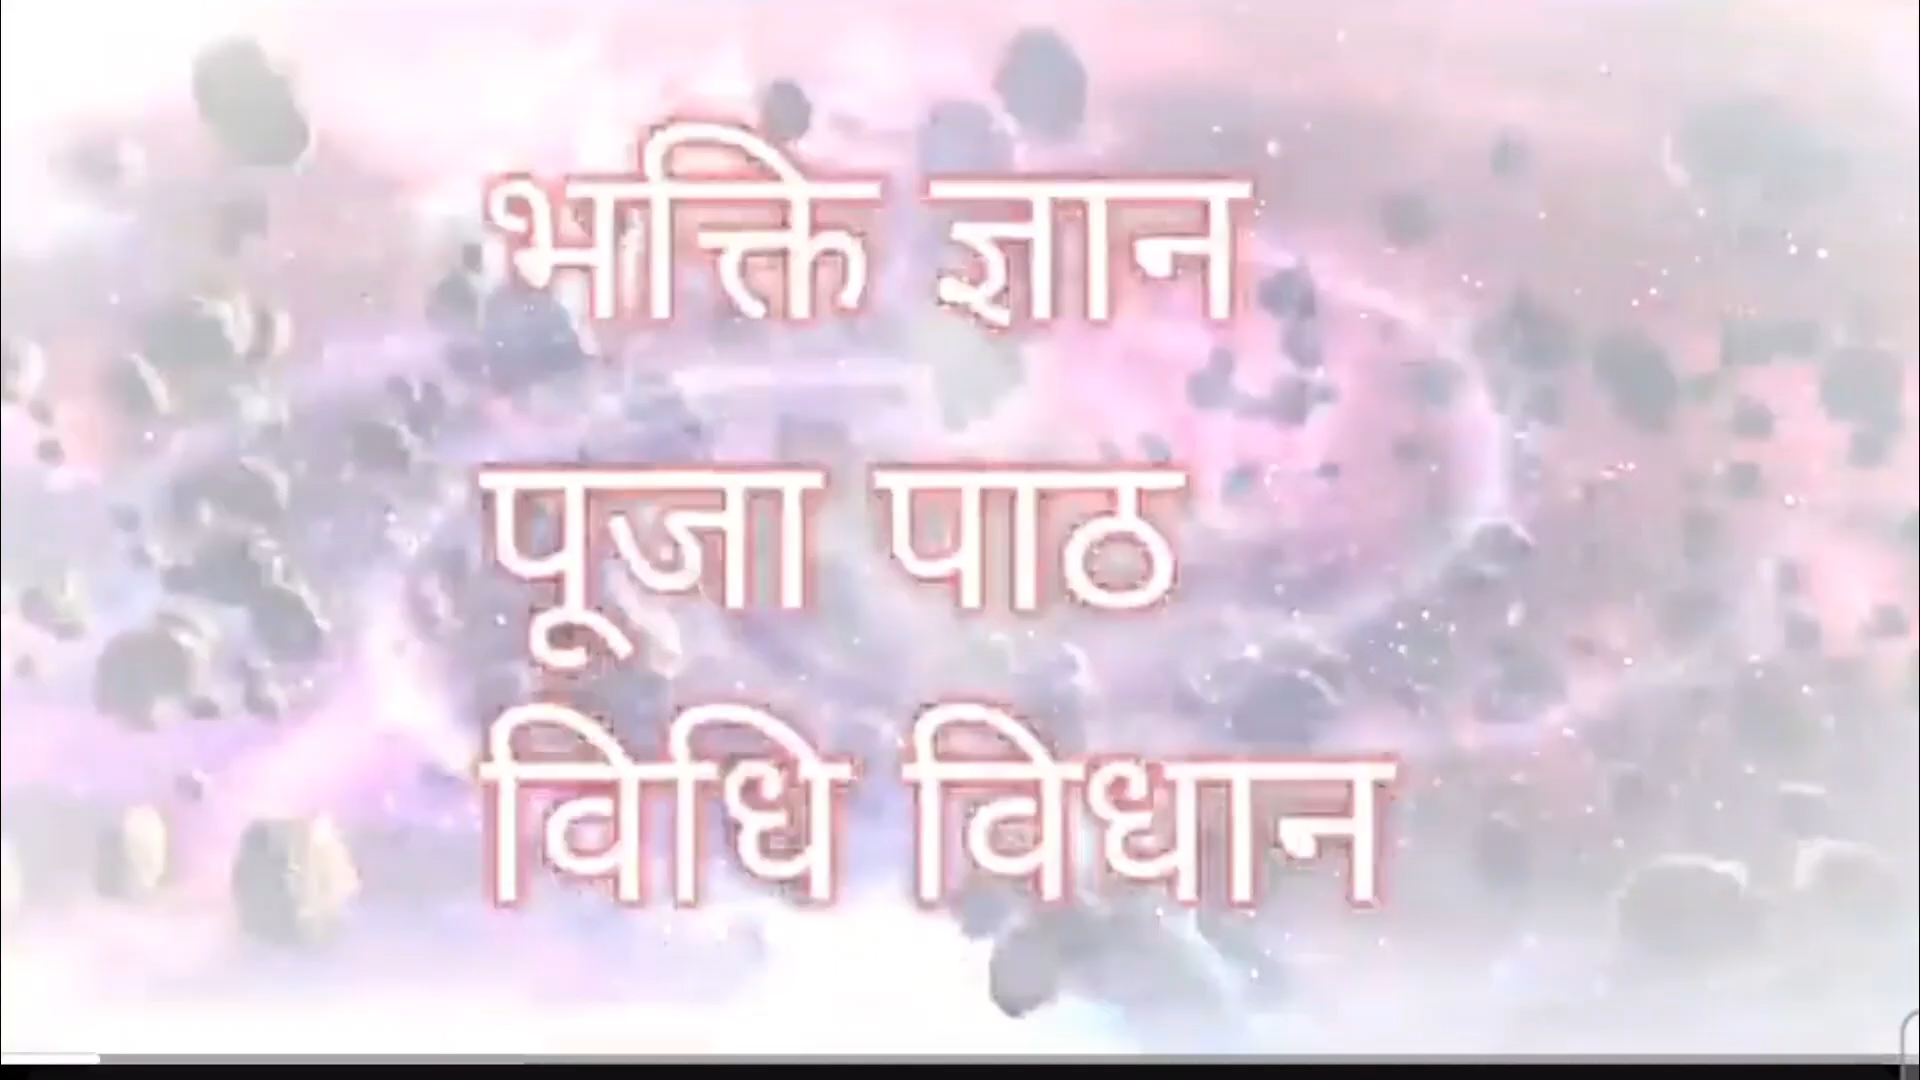 भक्ति ज्ञान
पूजा पाठ
विधि विधान